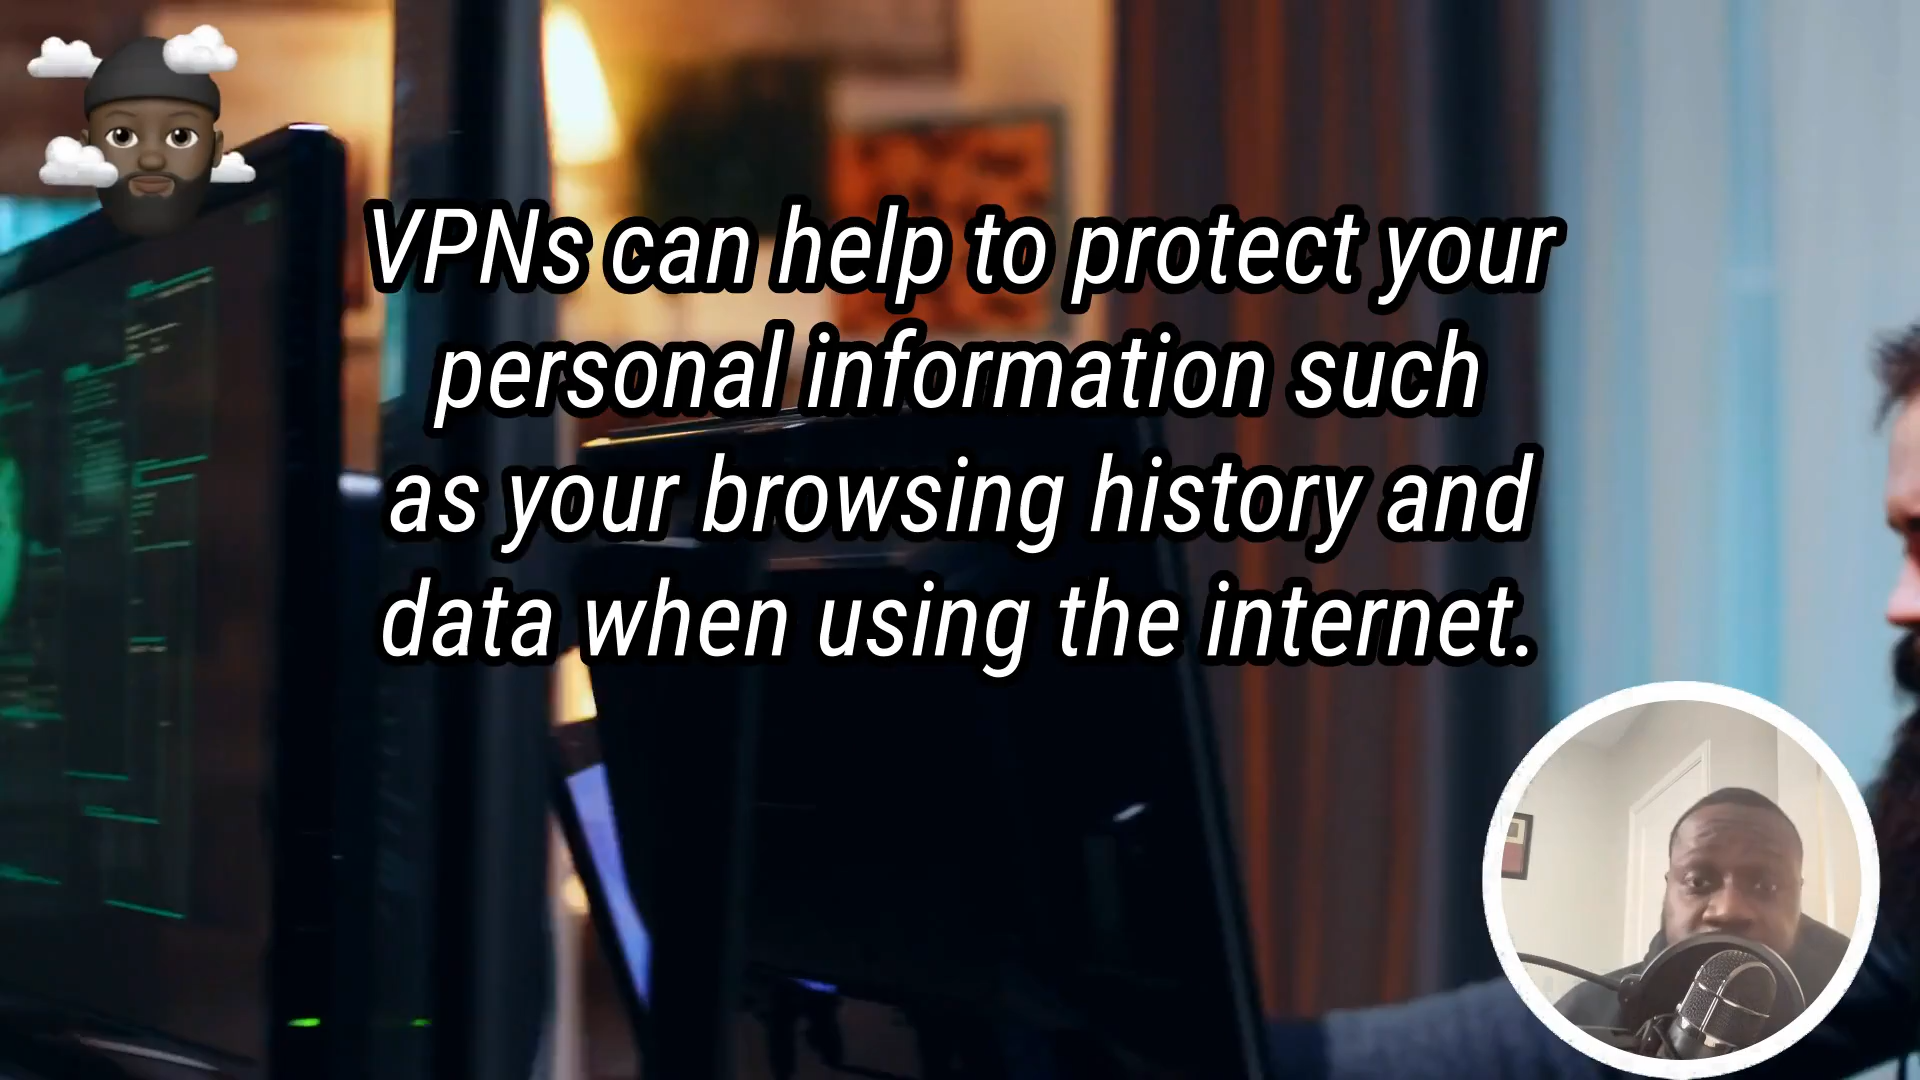 VPNs can help to protect your
personal information such
as your browsing history and
data when using the internet.